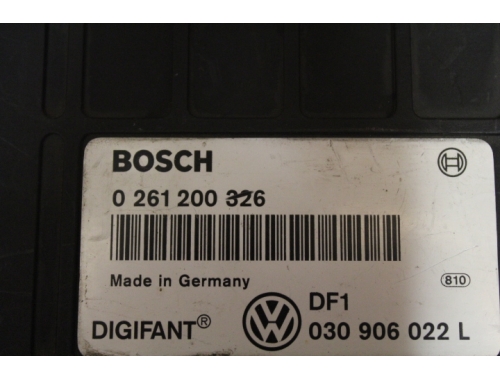 BOSCH
0 261 200 326
Made in Germany
810
DF1
DIGIFANT®
030 906 022 L